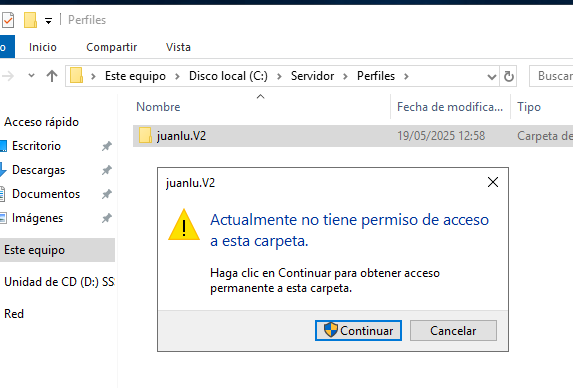 Perfiles
o Inicio Compartir Vista
Este equipo Disco local (C:) Servidor Perfiles Buscar
Nombre Fecha de modifica... Tipo
Acceso rápido
juanlu.V2 19/05/2025 12:58 Carpeta de
Escritorio
Descargas
Documentos
Imágenes
Este equipo
Unidad de CD (D:) SS
Red
juanlu.V2
Actualmente no tiene permiso de acceso
a esta carpeta.
Haga clic en Continuar para obtener acceso
permanente a esta carpeta.
Continuar Cancelar